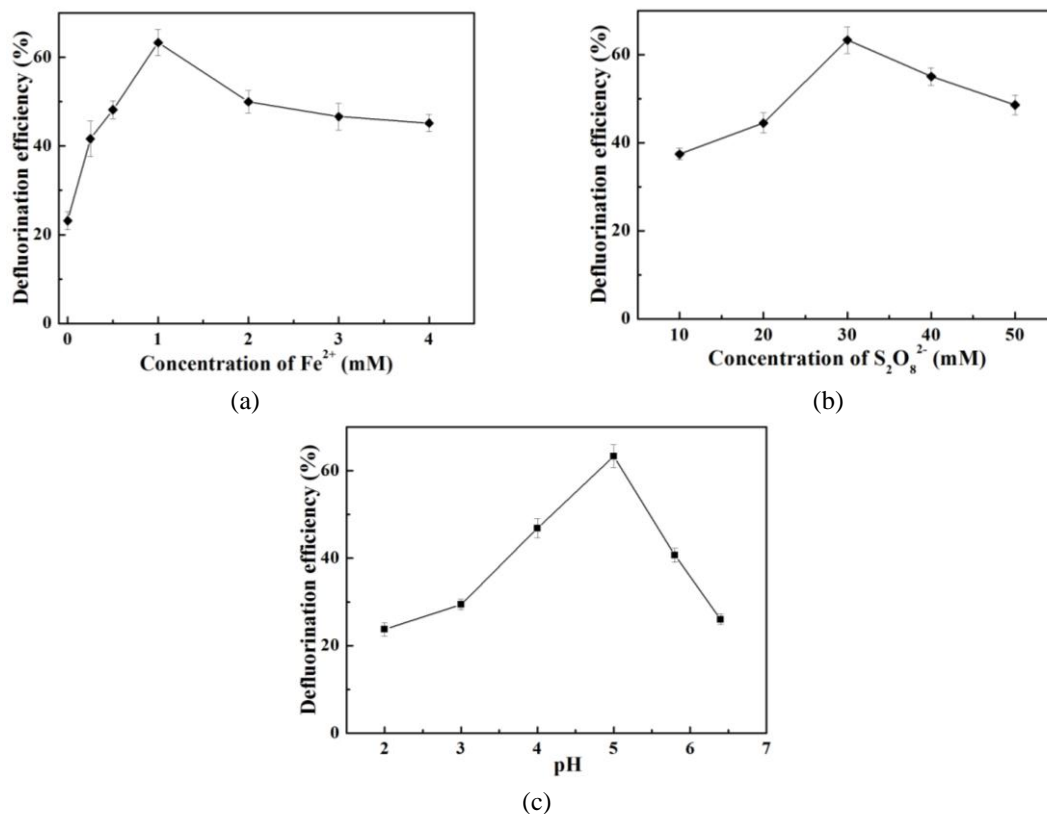 Defluorination efficiency (%)
60
40
20
0
0 1 2 3 4
Concentration of Fe²⁺ (mM)
(a)
Defluorination efficiency (%)
60
40
20
0
10 20 30 40 50
Concentration of S₂O₈²⁻ (mM)
(b)
Defluorination efficiency (%)
60
40
20
0
2 3 4 5 6 7
pH
(c)